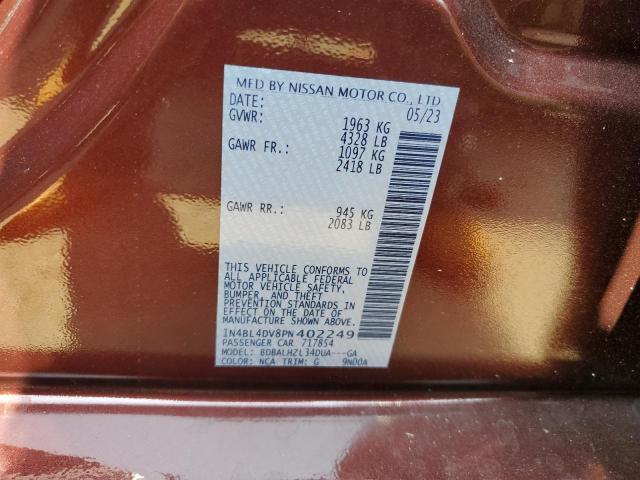 MFD BY NISSAN MOTOR CO., LTD
DATE: 05/23
GVWR: 1963 KG
4328 LB
GAWR FR.: 1097 KG
2418 LB
GAWR RR.: 945 KG
2083 LB
THIS VEHICLE CONFORMS TO
ALL APPLICABLE FEDERAL
MOTOR VEHICLE SAFETY,
BUMPER, AND THEFT
PREVENTION STANDARDS IN
EFFECT ON THE DATE OF
MANUFACTURE SHOWN ABOVE.
1N4BL4DV8PN402249
PASSENGER CAR 717854
MODEL: BDBALHZL34DUA---GA
COLOR: NCA TRIM: G 9N00A